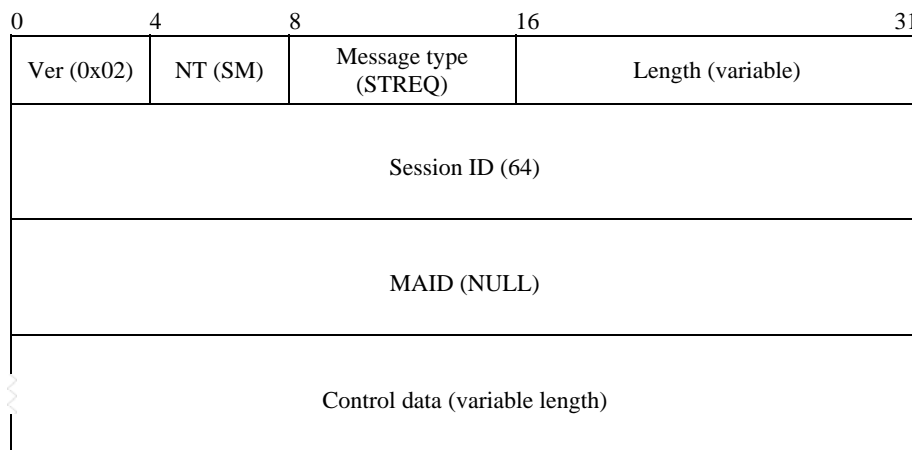 0 4 8 16 31
Ver (0x02) NT (SM) Message type (STREQ) Length (variable)
Session ID (64)
MAID (NULL)
Control data (variable length)